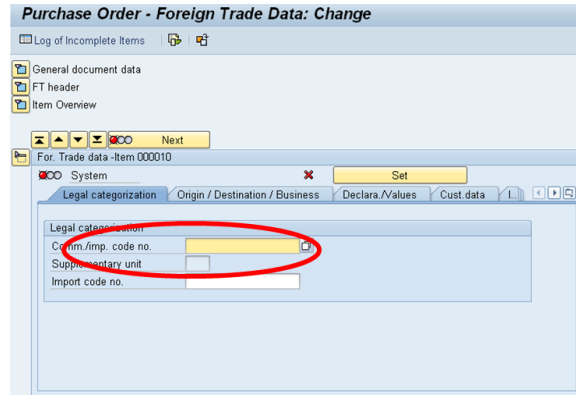 Purchase Order - Foreign Trade Data: Change
Log of Incomplete Items
General document data
FT header
Item Overview
Next
For. Trade data -Item 000010
System Set
Legal categorization Origin / Destination / Business Declara./Values Cust.data I..
Legal categorization
Comm./imp. code no.
Supplementary unit
Import code no.